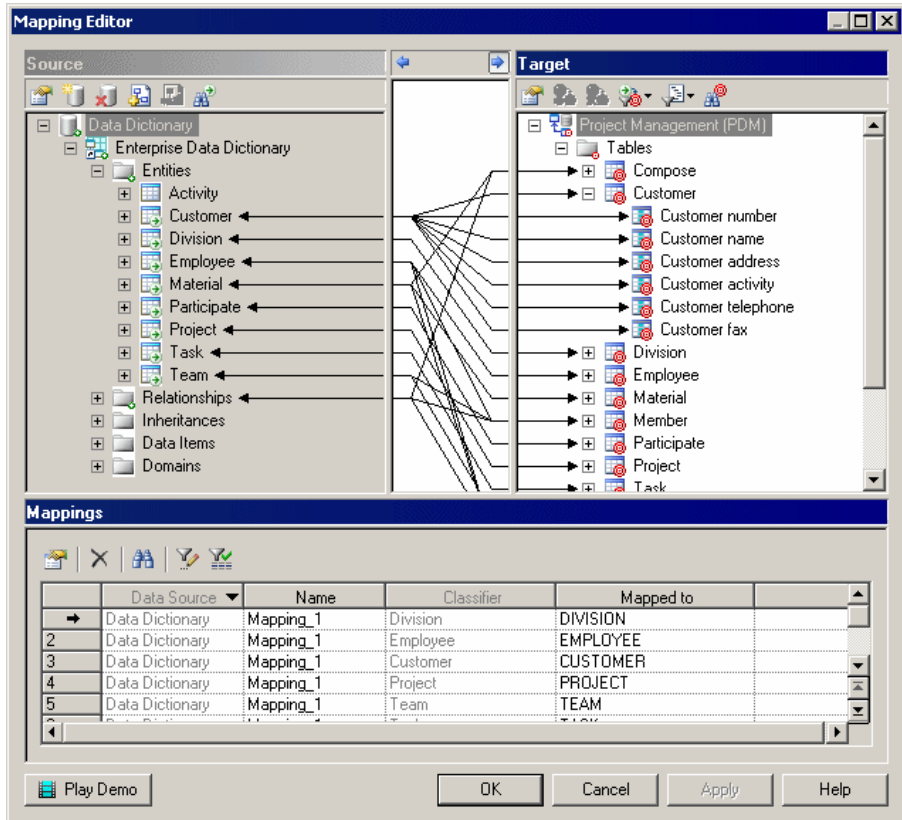 Mapping Editor
Source
Target
Data Dictionary
Enterprise Data Dictionary
Entities
Activity
Customer
Division
Employee
Material
Participate
Project
Task
Team
Relationships
Inheritances
Data Items
Domains
Project Management (PDM)
Tables
Compose
Customer
Customer number
Customer name
Customer address
Customer activity
Customer telephone
Customer fax
Division
Employee
Material
Member
Participate
Project
Task
Mappings
Data Source Name Classifier Mapped to
Data Dictionary Mapping_1 Division DIVISION
2 Data Dictionary Mapping_1 Employee EMPLOYEE
3 Data Dictionary Mapping_1 Customer CUSTOMER
4 Data Dictionary Mapping_1 Project PROJECT
5 Data Dictionary Mapping_1 Team TEAM
Play Demo OK Cancel Apply Help